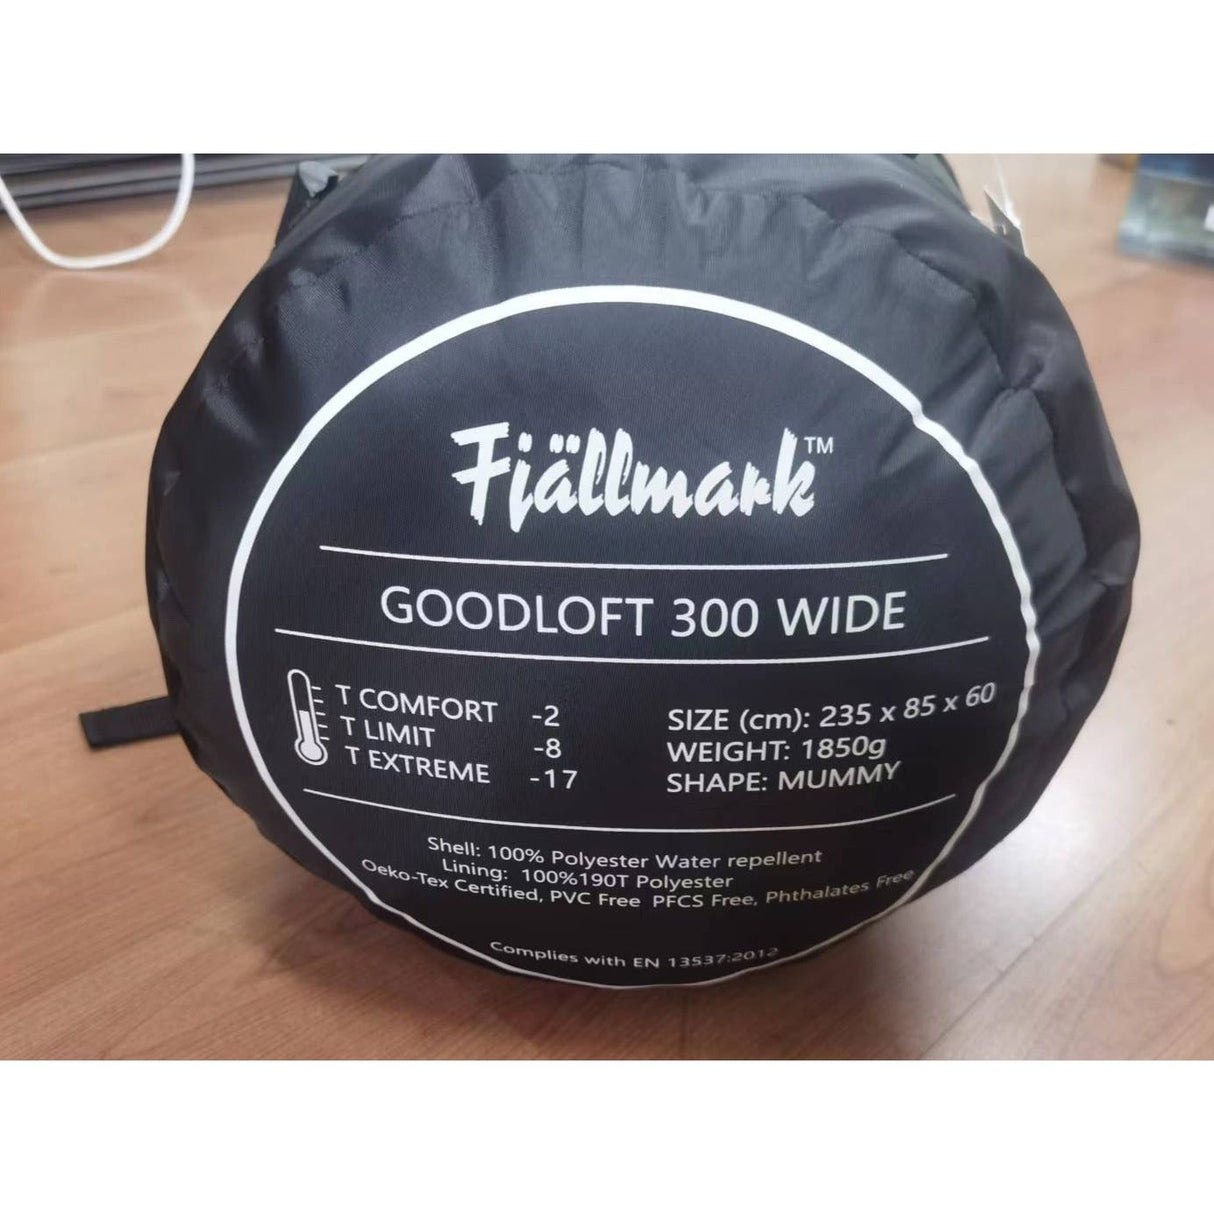 Fjällmark™
GOODLOFT 300 WIDE
T COMFORT -2
T LIMIT -8
T EXTREME -17
SIZE (cm): 235 x 85 x 60
WEIGHT: 1850g
SHAPE: MUMMY
Shell: 100% Polyester Water repellent
Lining: 100%190T Polyester
Oeko-Tex Certified, PVC Free PFCS Free, Phthalates Free
Complies with EN 13537:2012